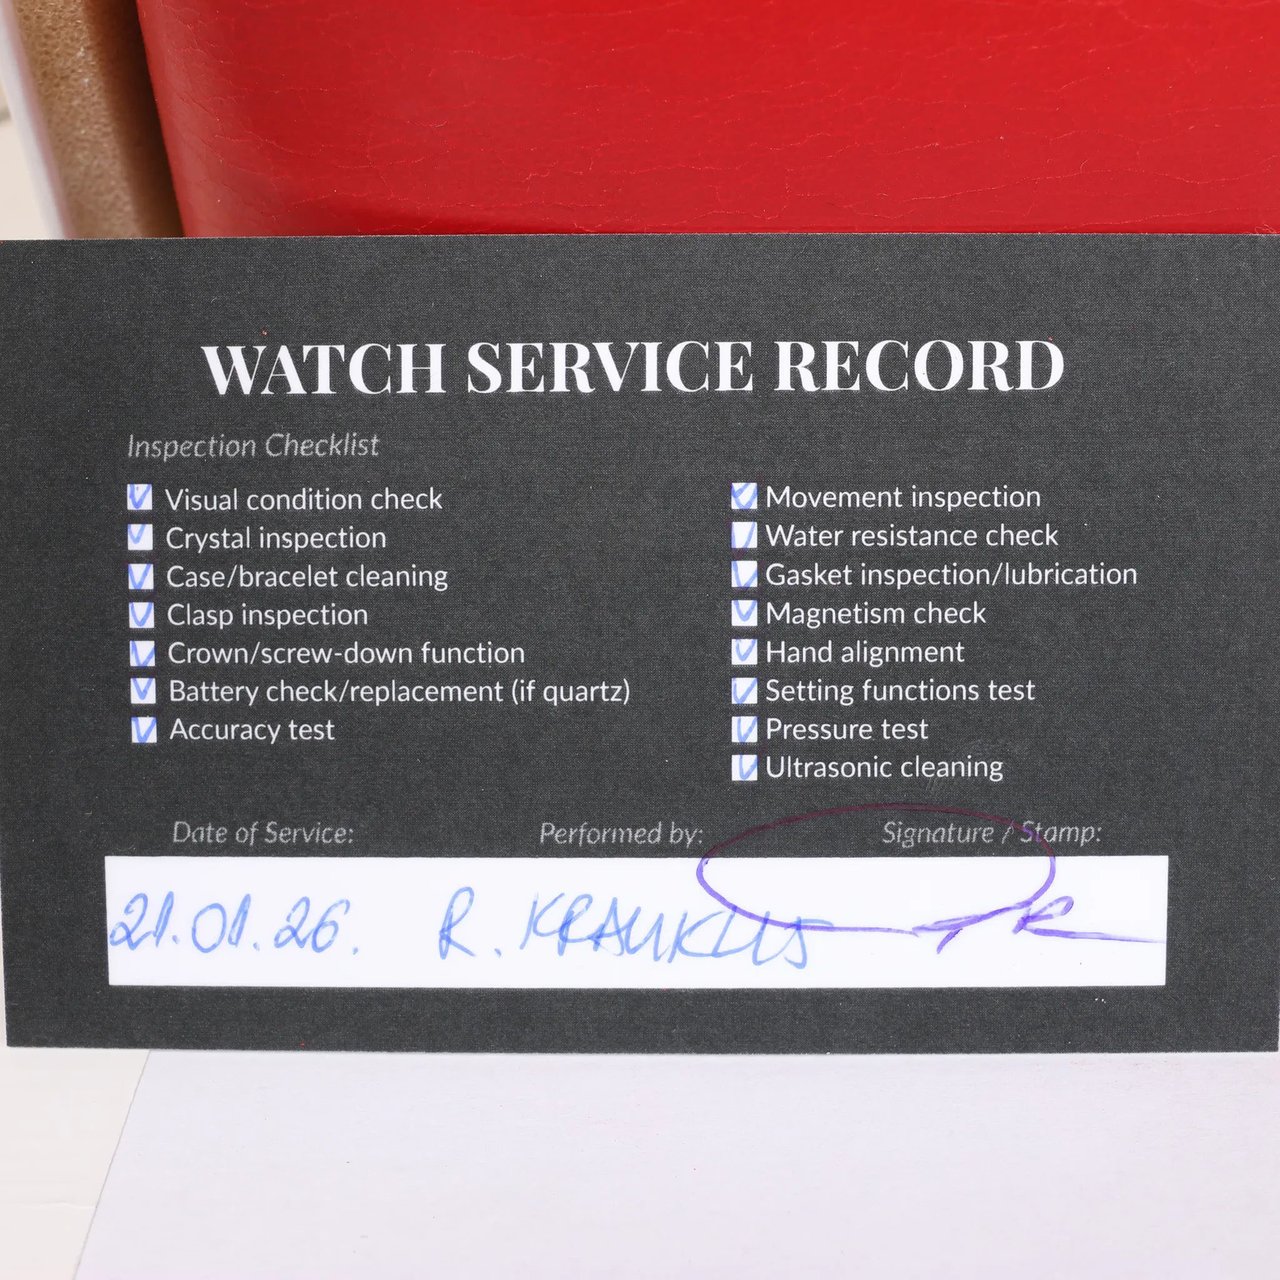 WATCH SERVICE RECORD
Inspection Checklist
Visual condition check
Crystal inspection
Case/bracelet cleaning
Clasp inspection
Crown/screw-down function
Battery check/replacement (if quartz)
Accuracy test
Movement inspection
Water resistance check
Gasket inspection/lubrication
Magnetism check
Hand alignment
Setting functions test
Pressure test
Ultrasonic cleaning
Date of Service: Performed by: Signature / Stamp:
21.01.26. R.